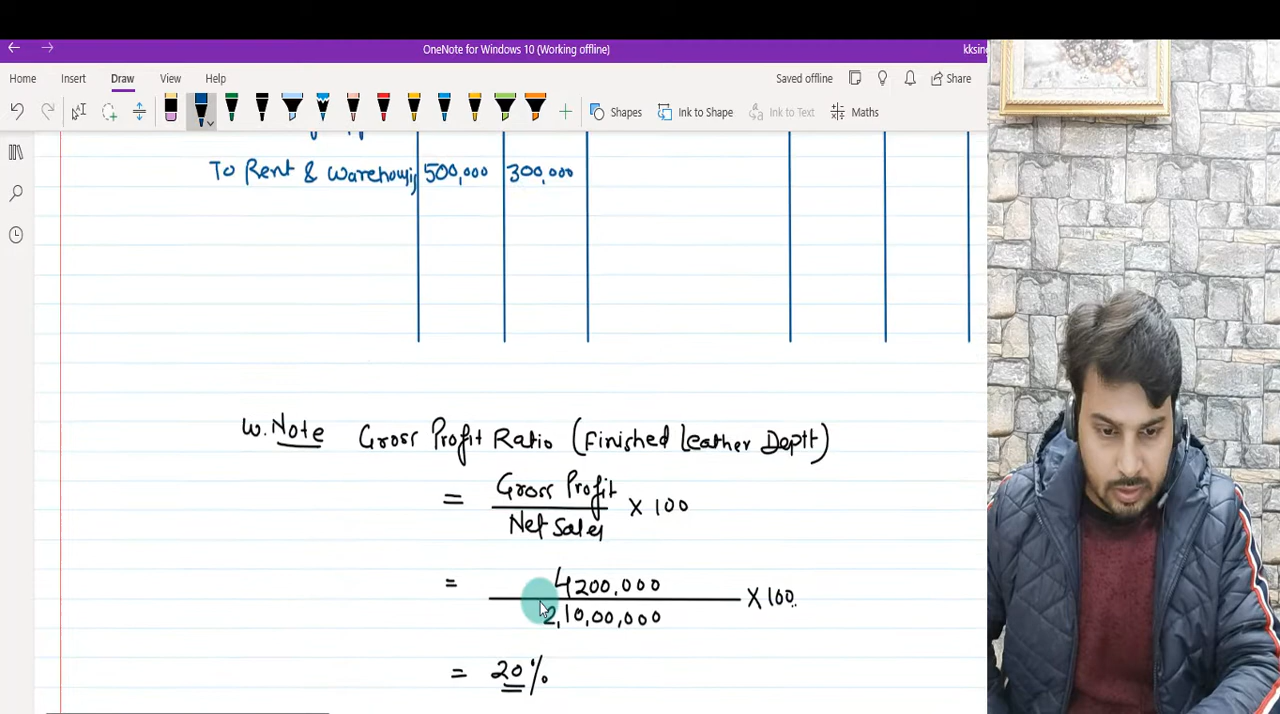 OneNote for Windows 10 (Working offline)
kksin
Home Insert Draw View Help
Saved offline
Share
Shapes
Ink to Shape
Ink to Text
Maths
To Rent & warehousig 500,000 300,000
W. Note Gross Profit Ratio (Finished Leather Deptt)
= Gross Profit
Net Sales × 100
= 4200,000
2,10,00,000 × 100
= 20%